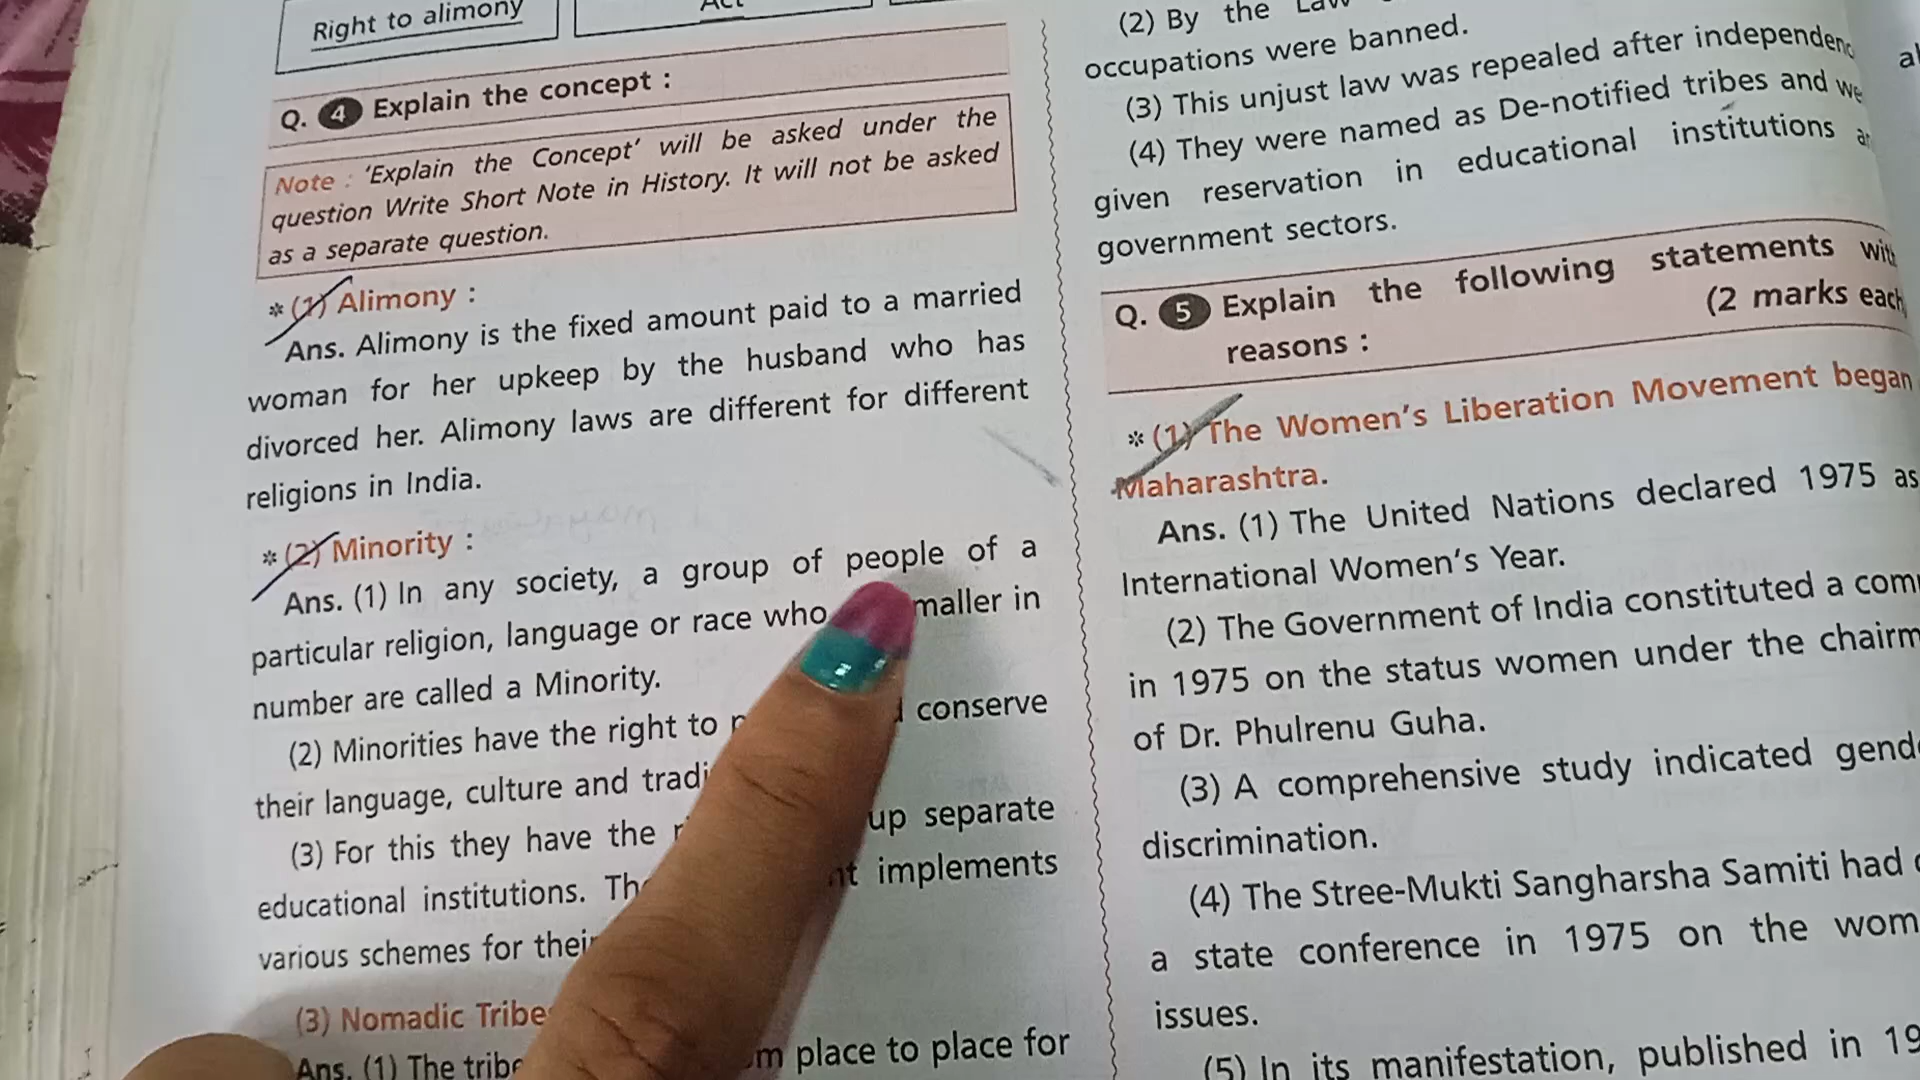 Right to alimony
Act
Q. 4 Explain the concept :
Note : 'Explain the Concept' will be asked under the
question Write Short Note in History. It will not be asked
as a separate question.
* (1) Alimony :
Ans. Alimony is the fixed amount paid to a married
woman for her upkeep by the husband who has
divorced her. Alimony laws are different for different
religions in India.
* (2) Minority :
Ans. (1) In any society, a group of people of a
particular religion, language or race who maller in
number are called a Minority.
(2) Minorities have the right to conserve
their language, culture and tradi
(3) For this they have the up separate
educational institutions. implements
various schemes for their
(3) Nomadic Tribe
Ans. (1) The tribe place to place for
(2) By the Law
occupations were banned.
(3) This unjust law was repealed after independenc
(4) They were named as De-notified tribes and we
given reservation in educational institutions
government sectors.
Q. 5 Explain the following statements with
reasons : (2 marks each
* (1) The Women's Liberation Movement began
Maharashtra.
Ans. (1) The United Nations declared 1975 as
International Women's Year.
(2) The Government of India constituted a com
in 1975 on the status women under the chairm
of Dr. Phulrenu Guha.
(3) A comprehensive study indicated gende
discrimination.
(4) The Stree-Mukti Sangharsha Samiti had
a state conference in 1975 on the wom
issues.
(5) In its manifestation, published in 19